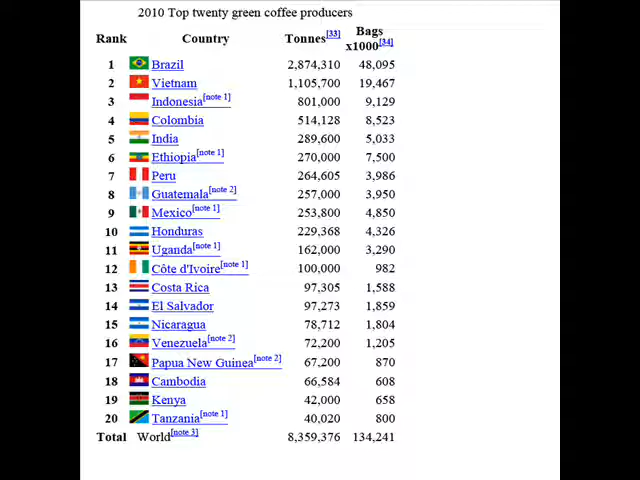 2010 Top twenty green coffee producers
Rank Country Tonnes[33] Bags x1000[34]
1 Brazil 2,874,310 48,095
2 Vietnam 1,105,700 19,467
3 Indonesia[note 1] 801,000 9,129
4 Colombia 514,128 8,523
5 India 289,600 5,033
6 Ethiopia[note 1] 270,000 7,500
7 Peru 264,605 3,986
8 Guatemala[note 2] 257,000 3,950
9 Mexico[note 1] 253,800 4,850
10 Honduras 229,368 4,326
11 Uganda[note 1] 162,000 3,290
12 Côte d'Ivoire[note 1] 100,000 982
13 Costa Rica 97,305 1,588
14 El Salvador 97,273 1,859
15 Nicaragua 78,712 1,804
16 Venezuela[note 2] 72,200 1,205
17 Papua New Guinea[note 2] 67,200 870
18 Cambodia 66,584 608
19 Kenya 42,000 658
20 Tanzania[note 1] 40,020 800
Total World[note 3] 8,359,376 134,241